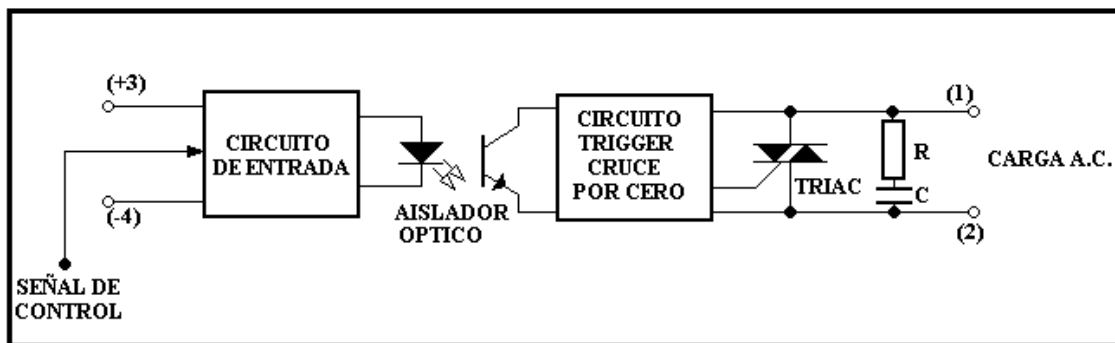 (+3)
CIRCUITO
DE ENTRADA
(-4)
SEÑAL DE
CONTROL
AISLADOR
OPTICO
CIRCUITO
TRIGGER
CRUCE
POR CERO
TRIAC
R
C
(1)
CARGA A.C.
(2)